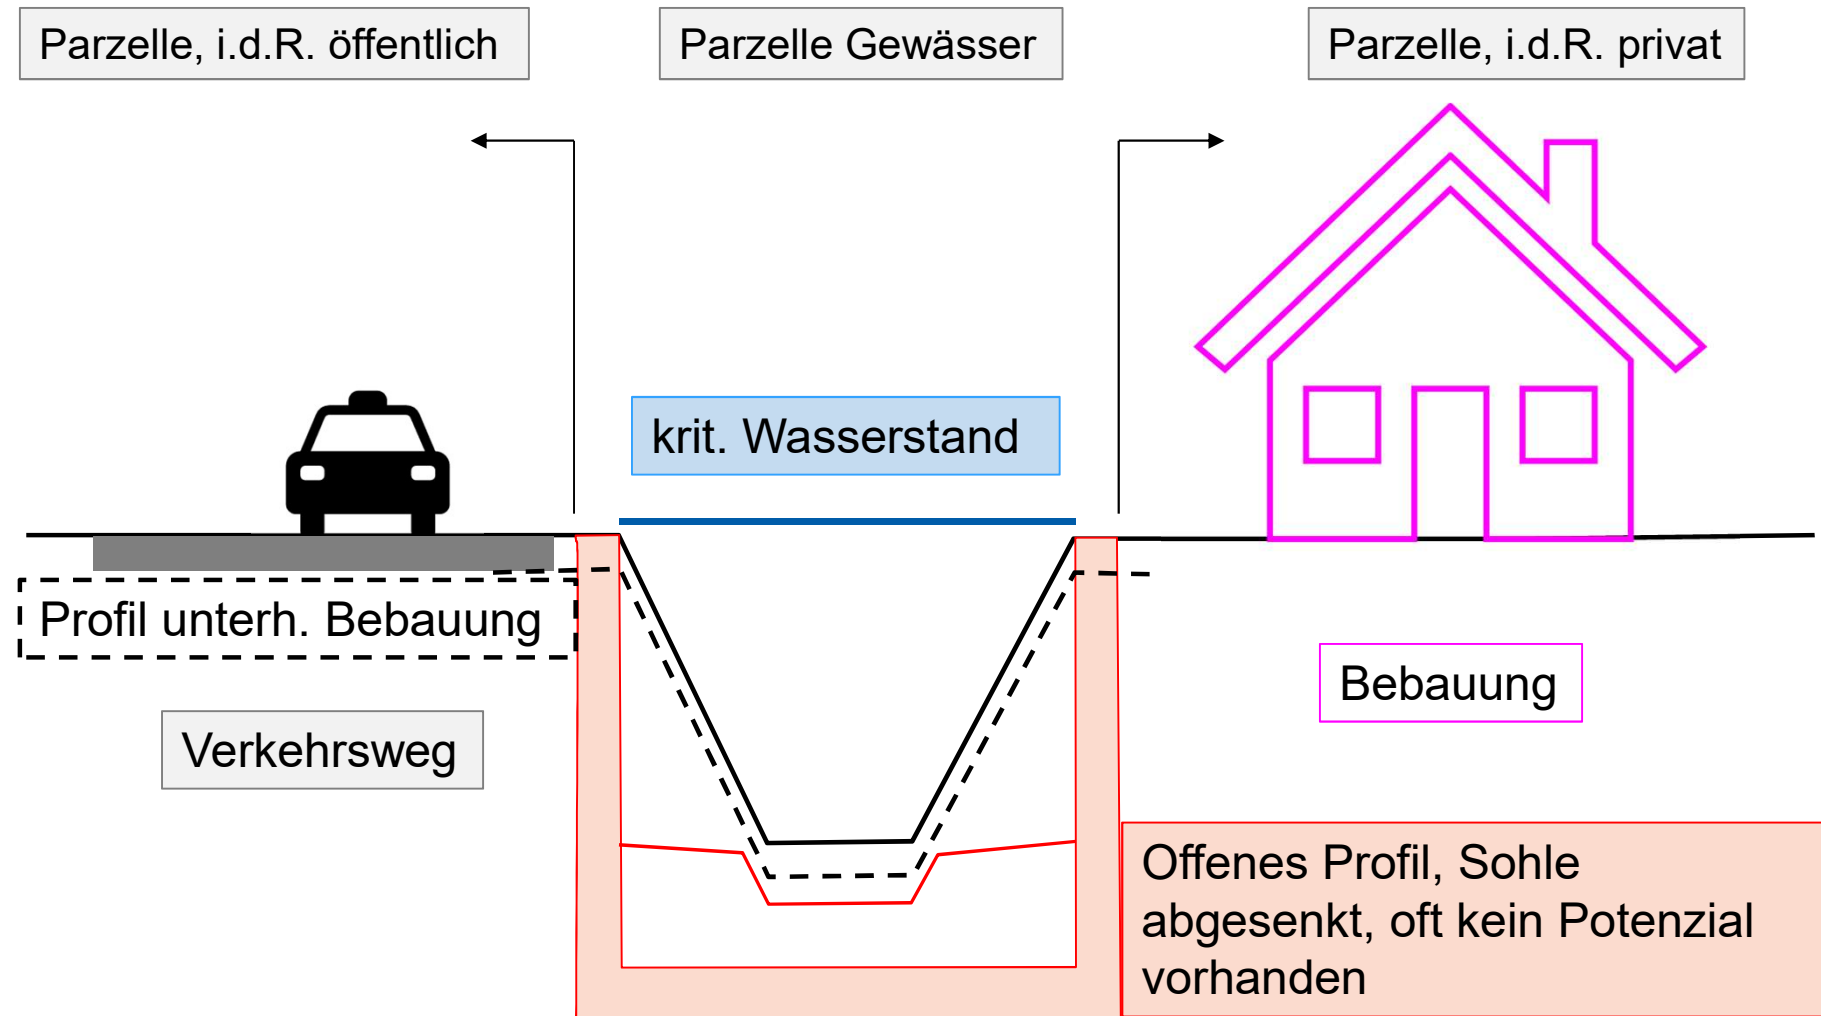 Parzelle, i.d.R. öffentlich
Parzelle Gewässer
Parzelle, i.d.R. privat
krit. Wasserstand
Profil unterh. Bebauung
Bebauung
Verkehrsweg
Offenes Profil, Sohle
abgesenkt, oft kein Potenzial
vorhanden